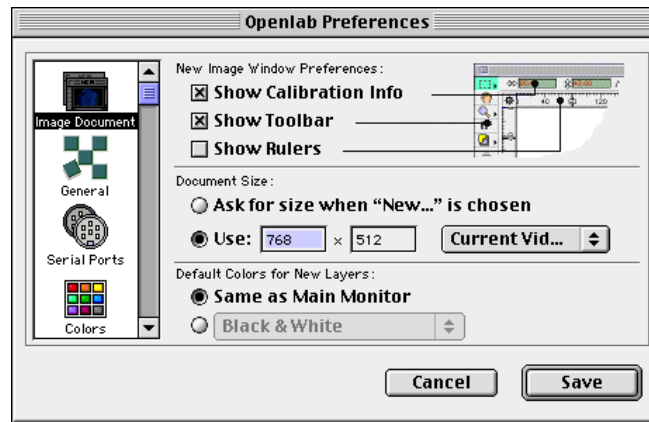 Openlab Preferences
Image Document
General
Serial Ports
Colors
New Image Window Preferences:
Show Calibration Info
Show Toolbar
Show Rulers
40 120
Document Size:
Ask for size when “New...” is chosen
Use: 768 × 512 Current Vid...
Default Colors for New Layers:
Same as Main Monitor
Black & White
Cancel Save